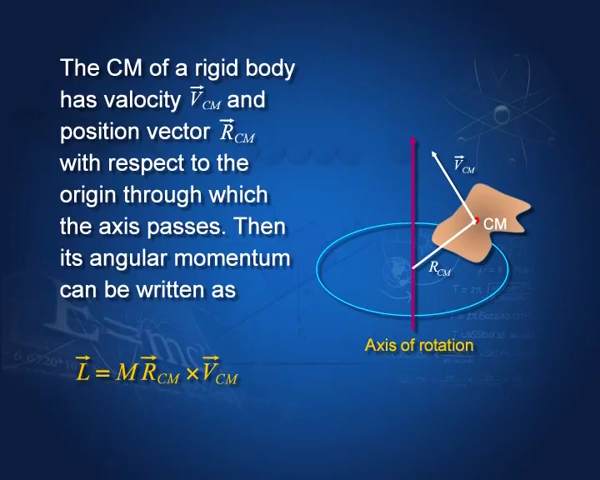 The CM of a rigid body
has valocity V⃗CM and
position vector R⃗CM
with respect to the
origin through which
the axis passes. Then
its angular momentum
can be written as
L⃗ = M R⃗CM × V⃗CM
V⃗CM
CM
RCM
Axis of rotation